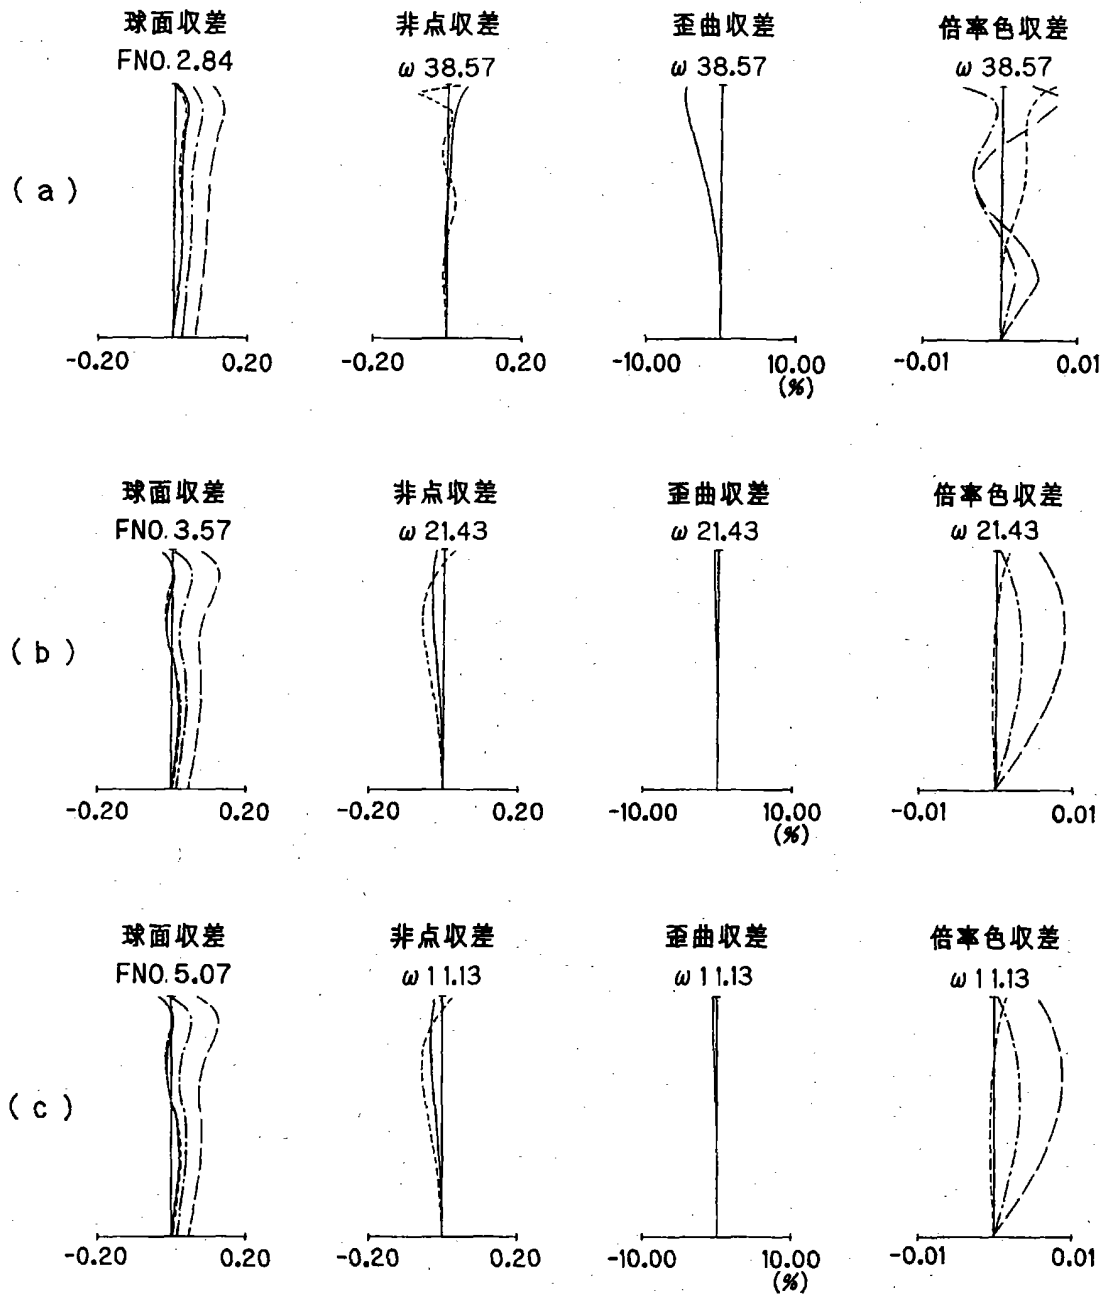 球面収差 非点収差 歪曲収差 倍率色収差
FNO. 2.84 ω 38.57 ω 38.57 ω 38.57
(a)
-0.20 0.20 -0.20 0.20 -10.00 10.00 -0.01 0.01
(%)
球面収差 非点収差 歪曲収差 倍率色収差
FNO. 3.57 ω 21.43 ω 21.43 ω 21.43
(b)
-0.20 0.20 -0.20 0.20 -10.00 10.00 -0.01 0.01
(%)
球面収差 非点収差 歪曲収差 倍率色収差
FNO. 5.07 ω 11.13 ω 11.13 ω 11.13
(c)
-0.20 0.20 -0.20 0.20 -10.00 10.00 -0.01 0.01
(%)